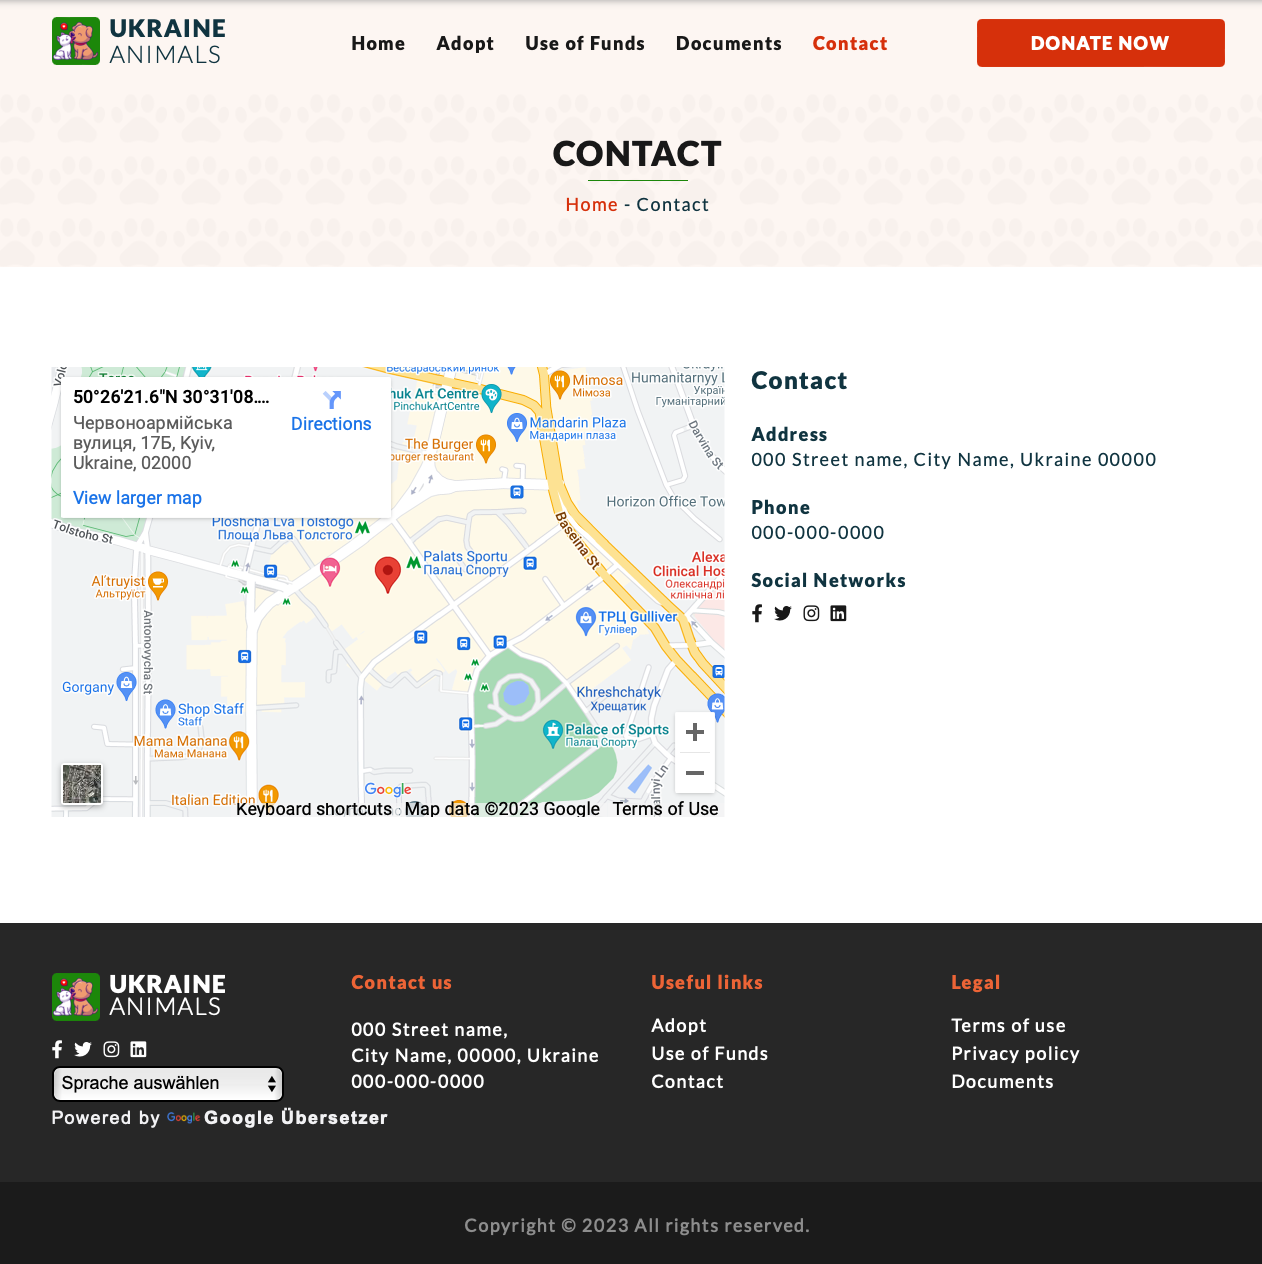 UKRAINE
ANIMALS
Home Adopt Use of Funds Documents Contact
DONATE NOW
CONTACT
Home - Contact
50°26'21.6"N 30°31'08....
Червоноармійська
вулиця, 17Б, Kyiv,
Ukraine, 02000
Directions
View larger map
Бессарабський ринок
Mimosa
Мімоза
Humanitarnyy
Гуманітарний
PinchukArtCentre
Mandarin Plaza
Мандарин плаза
The Burger
burger restaurant
Darvina St
Horizon Office Tow
Baseina St
Tolstoho St
Ploshcha Lva Tolstogo
Площа Льва Толстого
Palats Sportu
Палац Спорту
Alexa
Clinical Hos
Олександрі
клінічна лі
Al'truyist
Альтруїст
Antonovycha St
ТРЦ Gulliver
Гулівер
Gorgany
Khreshchatyk
Хрещатик
Shop Staff
Staff
Palace of Sports
Палац Спорту
Mama Manana
Мама Манана
Italian Edition
Google
Keyboard shortcuts Map data ©2023 Google Terms of Use
Contact
Address
000 Street name, City Name, Ukraine 00000
Phone
000-000-0000
Social Networks
UKRAINE
ANIMALS
Sprache auswählen
Powered by Google Google Übersetzer
Contact us
000 Street name,
City Name, 00000, Ukraine
000-000-0000
Useful links
Adopt
Use of Funds
Contact
Legal
Terms of use
Privacy policy
Documents
Copyright © 2023 All rights reserved.